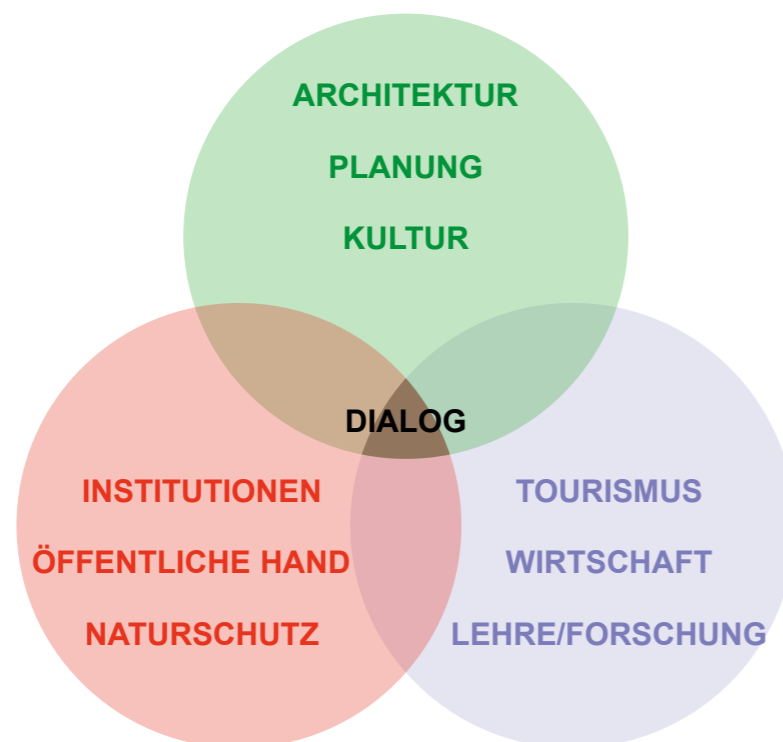 ARCHITEKTUR
PLANUNG
KULTUR
DIALOG
INSTITUTIONEN
ÖFFENTLICHE HAND
NATURSCHUTZ
TOURISMUS
WIRTSCHAFT
LEHRE/FORSCHUNG